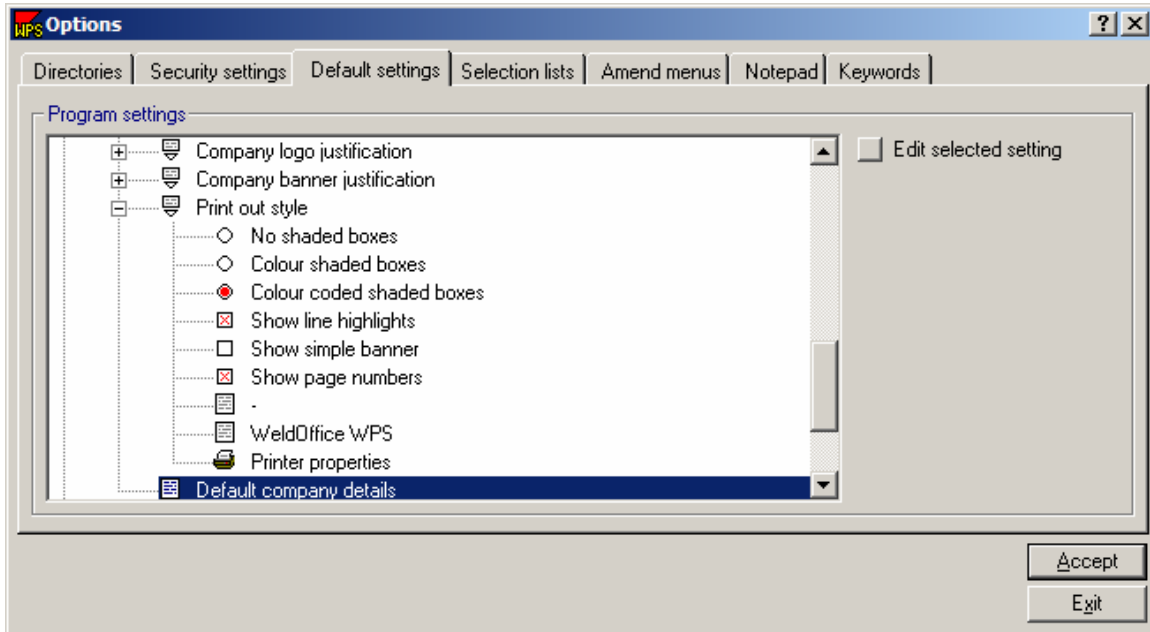 WPS Options ? X
Directories Security settings Default settings Selection lists Amend menus Notepad Keywords
Program settings
Company logo justification
Edit selected setting
Company banner justification
Print out style
No shaded boxes
Colour shaded boxes
Colour coded shaded boxes
Show line highlights
Show simple banner
Show page numbers
-
WeldOffice WPS
Printer properties
Default company details
Accept
Exit